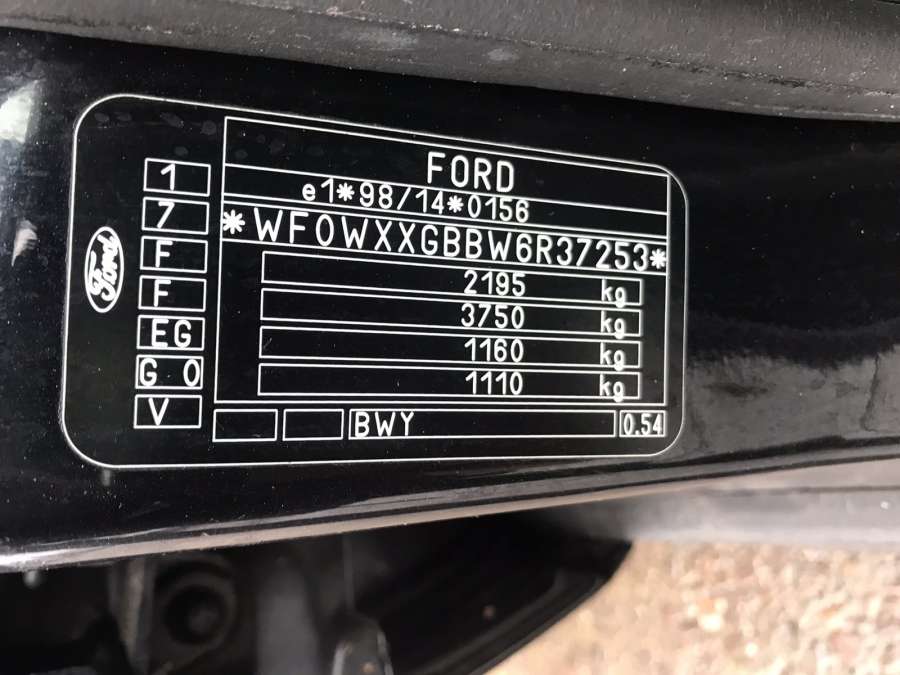 FORD
e1*98/14*0156
*WF0WXXGBBW6R37253*
2195 kg
3750 kg
1160 kg
1110 kg
BWY 0.54
1
7
F
F
EG
G O
V
Ford